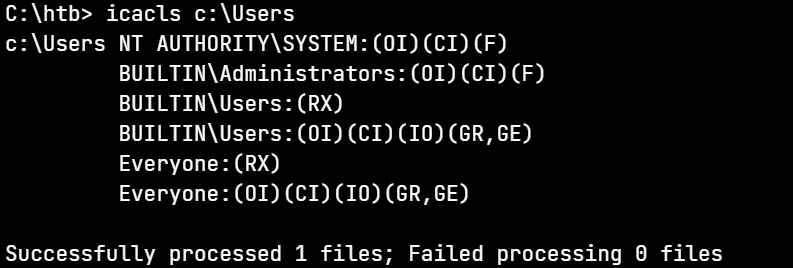 C:\htb> icacls c:\Users
c:\Users NT AUTHORITY\SYSTEM:(OI)(CI)(F)
         BUILTIN\Administrators:(OI)(CI)(F)
         BUILTIN\Users:(RX)
         BUILTIN\Users:(OI)(CI)(IO)(GR,GE)
         Everyone:(RX)
         Everyone:(OI)(CI)(IO)(GR,GE)

Successfully processed 1 files; Failed processing 0 files